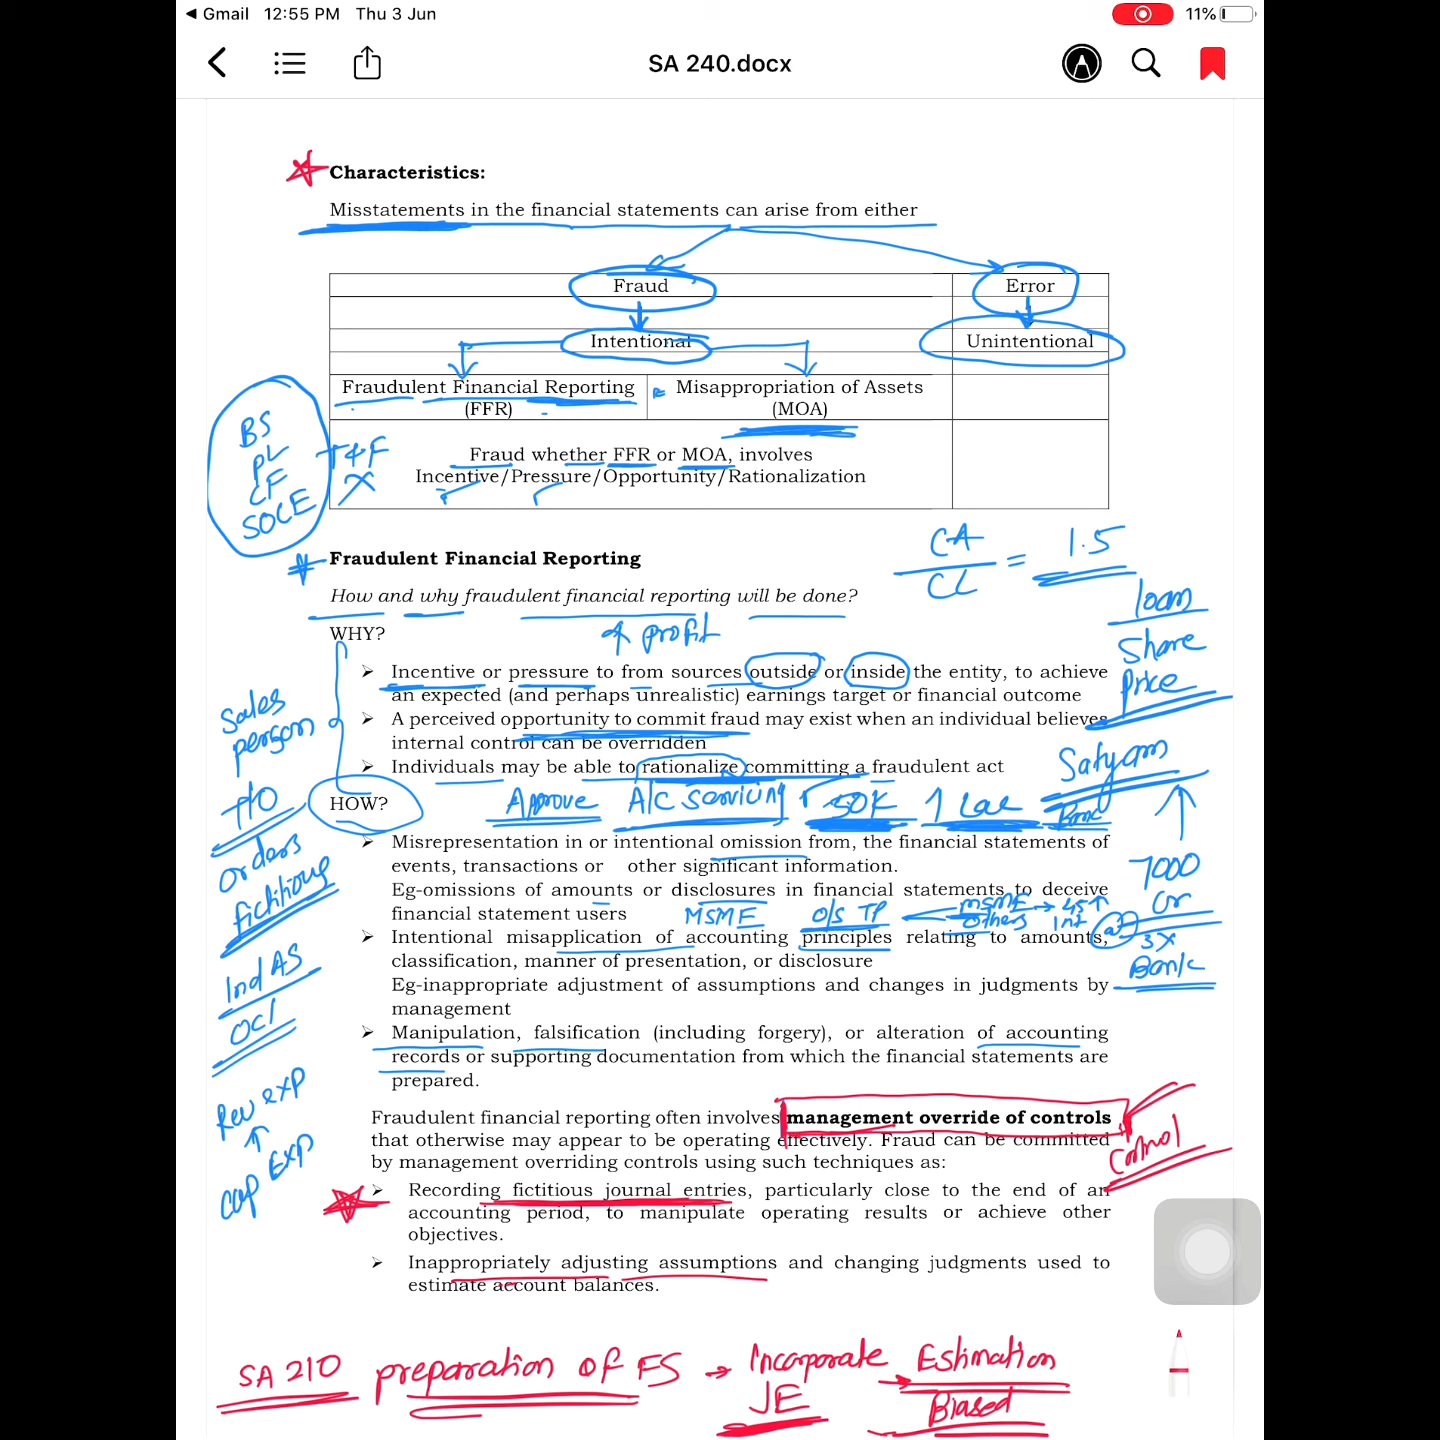 Gmail 12:55 PM Thu 3 Jun 11%
SA 240.docx
Characteristics:
Misstatements in the financial statements can arise from either
Fraud Error
Intentional Unintentional
Fraudulent Financial Reporting Misappropriation of Assets
(FFR) (MOA)
BS
PL
CF
SOCE
T&F
X
Fraud whether FFR or MOA, involves
Incentive/Pressure/Opportunity/Rationalization
CA
CL
= 1.5
Fraudulent Financial Reporting
How and why fraudulent financial reporting will be done?
loan
Share
Price
WHY?
profit
Incentive or pressure to from sources outside or inside the entity, to achieve
an expected (and perhaps unrealistic) earnings target or financial outcome
A perceived opportunity to commit fraud may exist when an individual believes
internal control can be overridden
Individuals may be able to rationalize committing a fraudulent act
Sales
person
Satyam
HOW?
Approve A/C Servicing 50K 1 Lac
Misrepresentation in or intentional omission from, the financial statements of
events, transactions or other significant information.
Eg-omissions of amounts or disclosures in financial statements to deceive
financial statement users
MSME O/S TP MSME 45
Others Int
orders
fictitious
7000
cr
3X
Bank
Intentional misapplication of accounting principles relating to amounts,
classification, manner of presentation, or disclosure
Eg-inappropriate adjustment of assumptions and changes in judgments by
management
Ind AS
OCI
Manipulation, falsification (including forgery), or alteration of accounting
records or supporting documentation from which the financial statements are
prepared.
Rev exp
cap Exp
Fraudulent financial reporting often involves management override of controls
that otherwise may appear to be operating effectively. Fraud can be committed
by management overriding controls using such techniques as:
Control
Recording fictitious journal entries, particularly close to the end of an
accounting period, to manipulate operating results or achieve other
objectives.
Inappropriately adjusting assumptions and changing judgments used to
estimate account balances.
SA 210 preparation of FS → Incorporate → Estimation
JE Biased